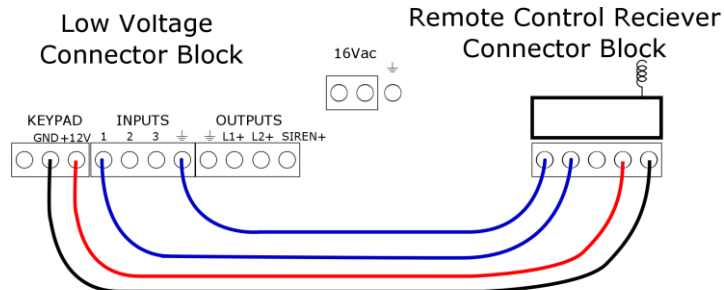 Low Voltage
Connector Block
Remote Control Reciever
Connector Block
16Vac
KEYPAD INPUTS OUTPUTS
GND +12V 1 2 3 L1+ L2+ SIREN+